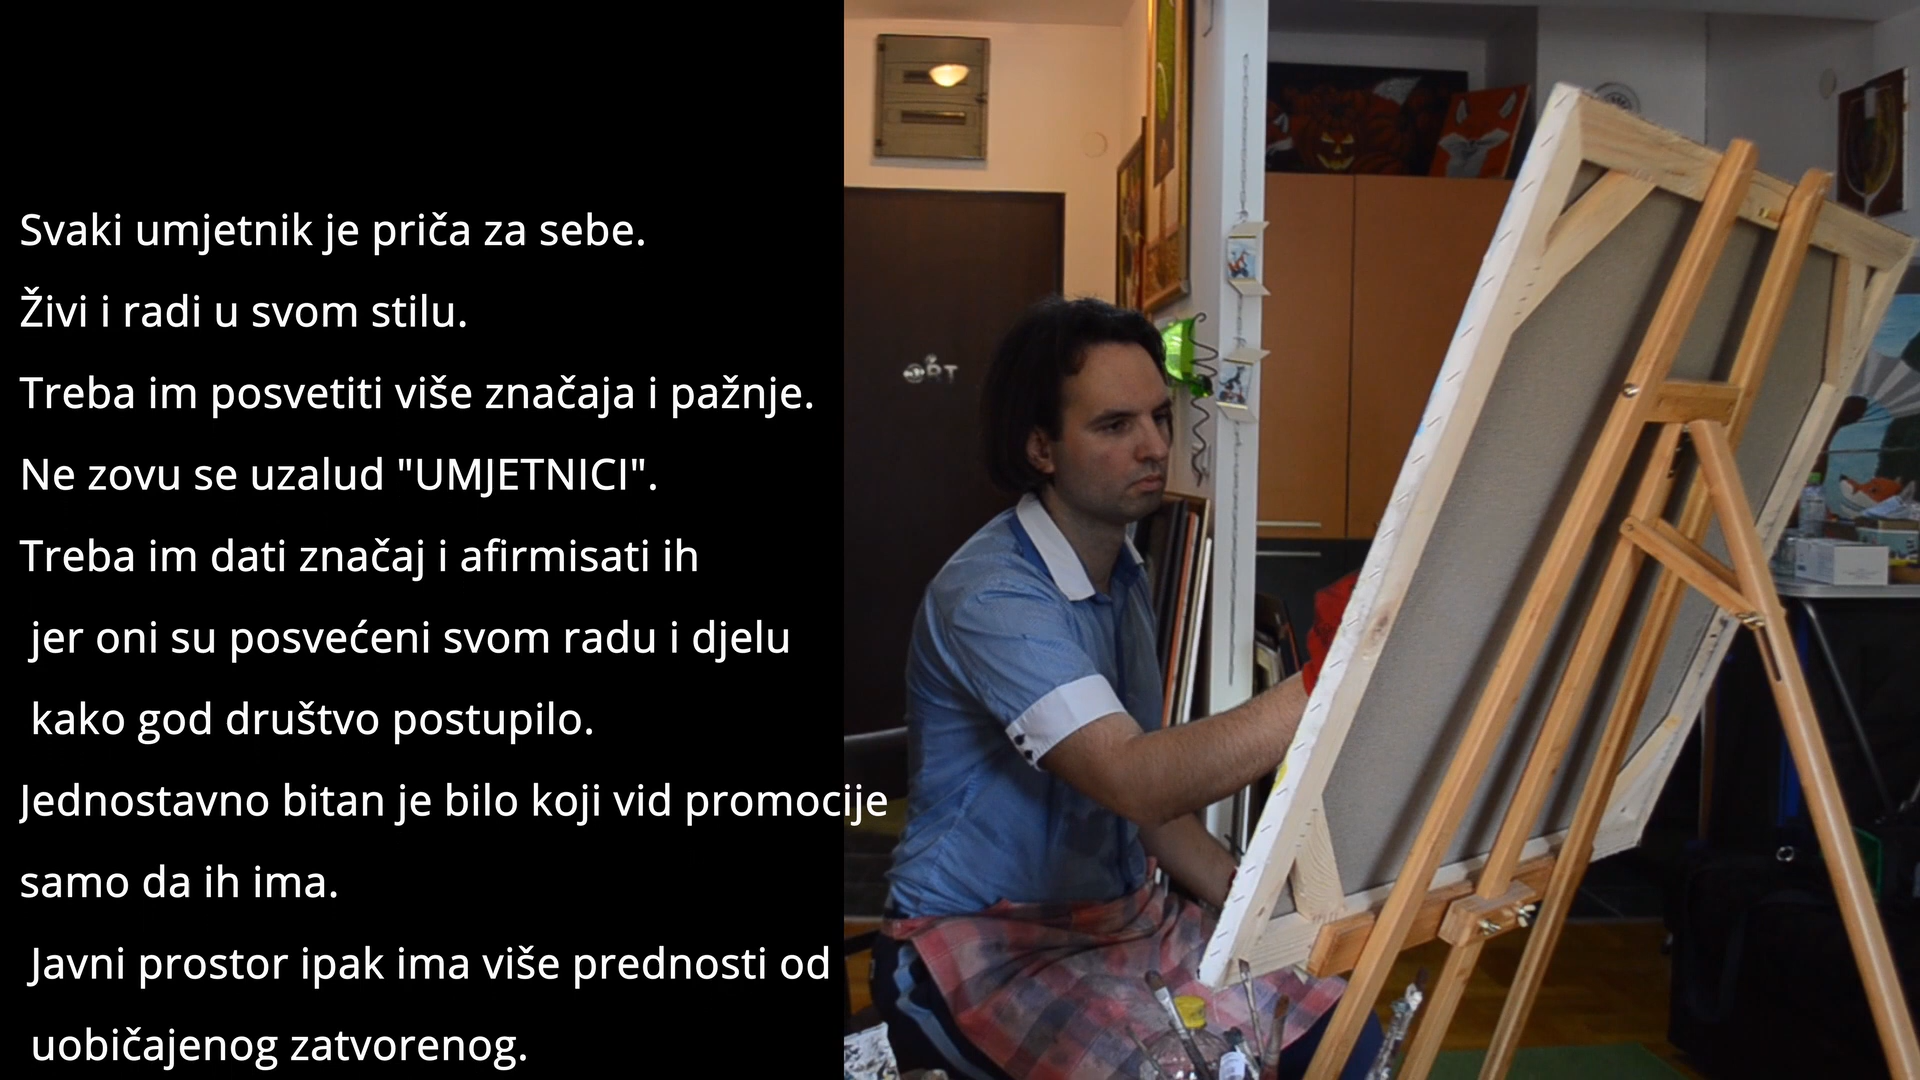 Svaki umjetnik je priča za sebe.
Živi i radi u svom stilu.
Treba im posvetiti više značaja i pažnje.
Ne zovu se uzalud "UMJETNICI".
Treba im dati značaj i afirmisati ih
jer oni su posvećeni svom radu i djelu
kako god društvo postupilo.
Jednostavno bitan je bilo koji vid promocije
samo da ih ima.
Javni prostor ipak ima više prednosti od
uobičajenog zatvorenog.